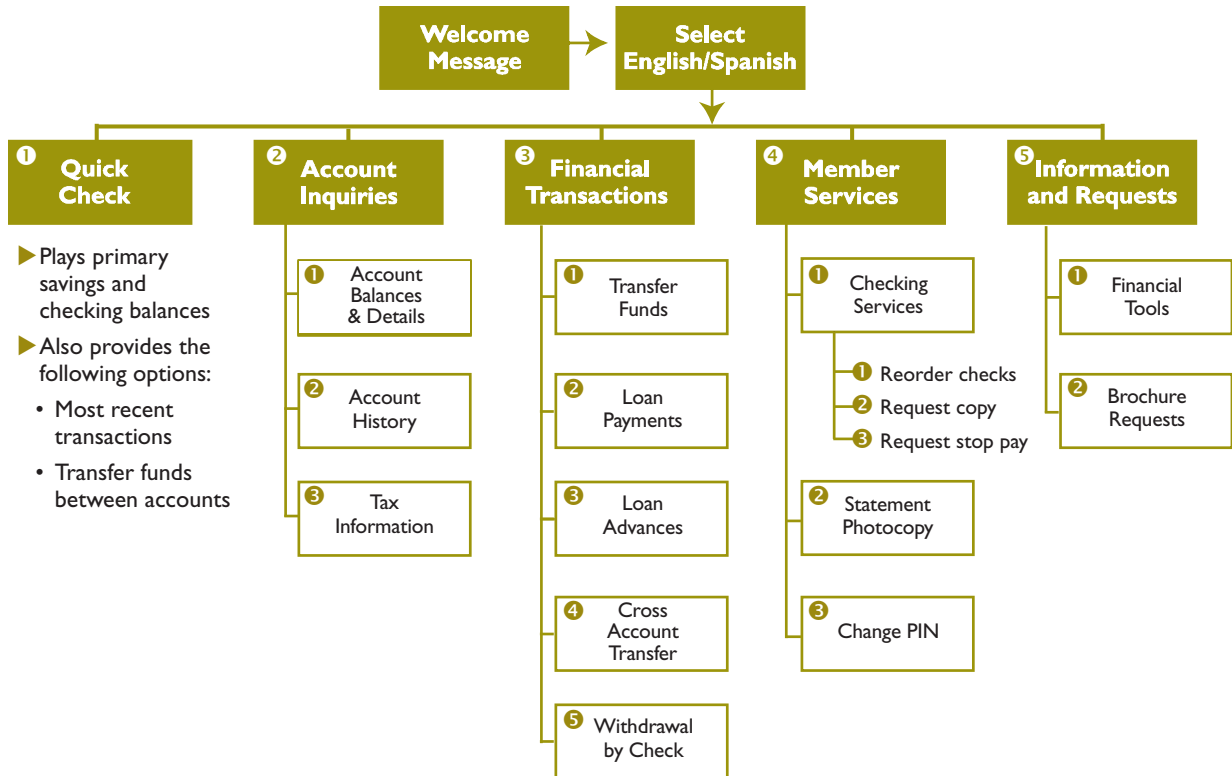 Welcome
Message
Select
English/Spanish
1
Quick
Check
Plays primary
savings and
checking balances
Also provides the
following options:
• Most recent
transactions
• Transfer funds
between accounts
2
Account
Inquiries
1
Account
Balances
& Details
2
Account
History
3
Tax
Information
3
Financial
Transactions
1
Transfer
Funds
2
Loan
Payments
3
Loan
Advances
4
Cross
Account
Transfer
5
Withdrawal
by Check
4
Member
Services
1
Checking
Services
1 Reorder checks
2 Request copy
3 Request stop pay
2
Statement
Photocopy
3
Change PIN
5
Information
and Requests
1
Financial
Tools
2
Brochure
Requests